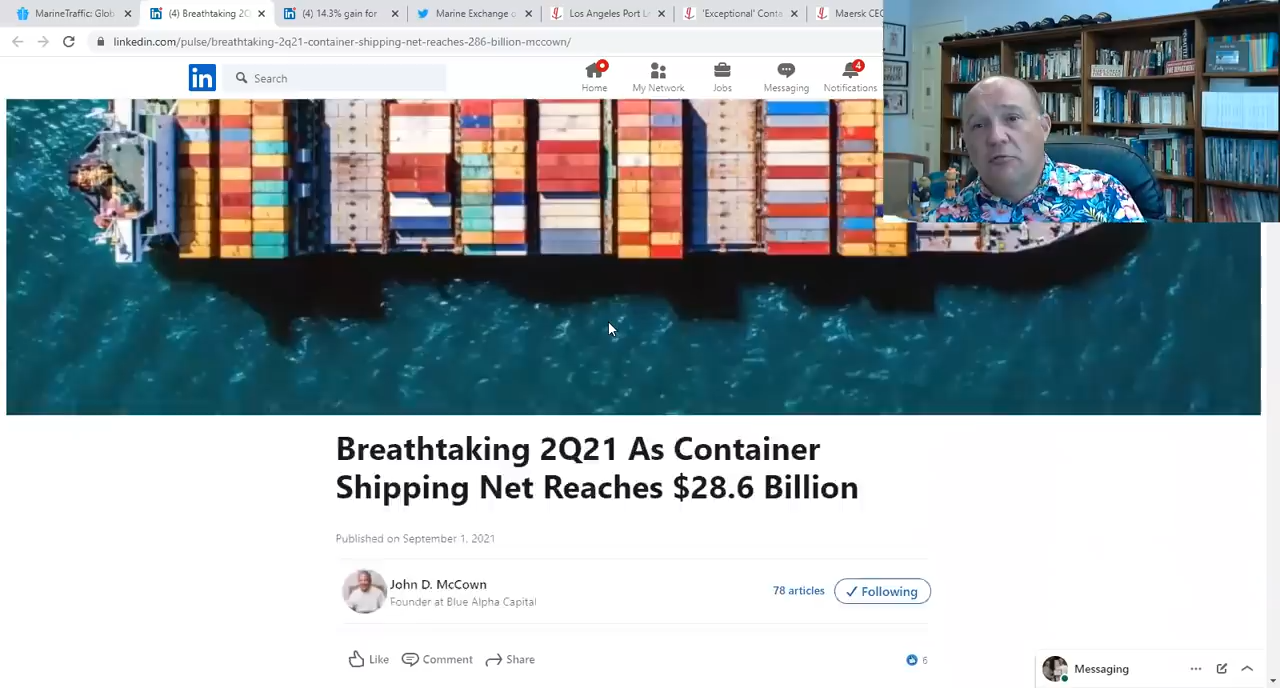 MarineTraffic: Glob
(4) Breathtaking 2Q
(4) 14.3% gain for
Marine Exchange o
Los Angeles Port L
'Exceptional' Conta
Maersk CEO
linkedin.com/pulse/breathtaking-2q21-container-shipping-net-reaches-286-billion-mccown/
in
Search
Home
My Network
Jobs
Messaging
4
Notifications
Breathtaking 2Q21 As Container
Shipping Net Reaches $28.6 Billion
Published on September 1, 2021
John D. McCown
Founder at Blue Alpha Capital
78 articles
Following
Like
Comment
Share
6
Messaging